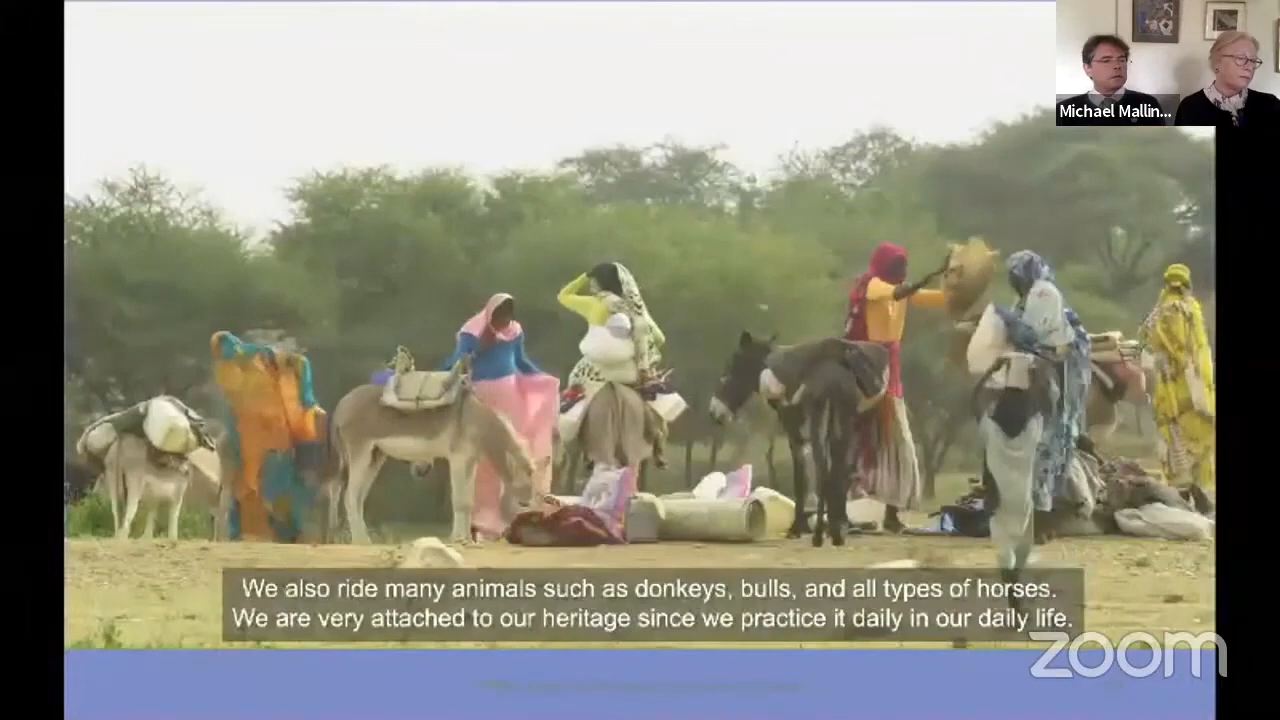 Michael Mallin...
We also ride many animals such as donkeys, bulls, and all types of horses.
We are very attached to our heritage since we practice it daily in our daily life.
zoom